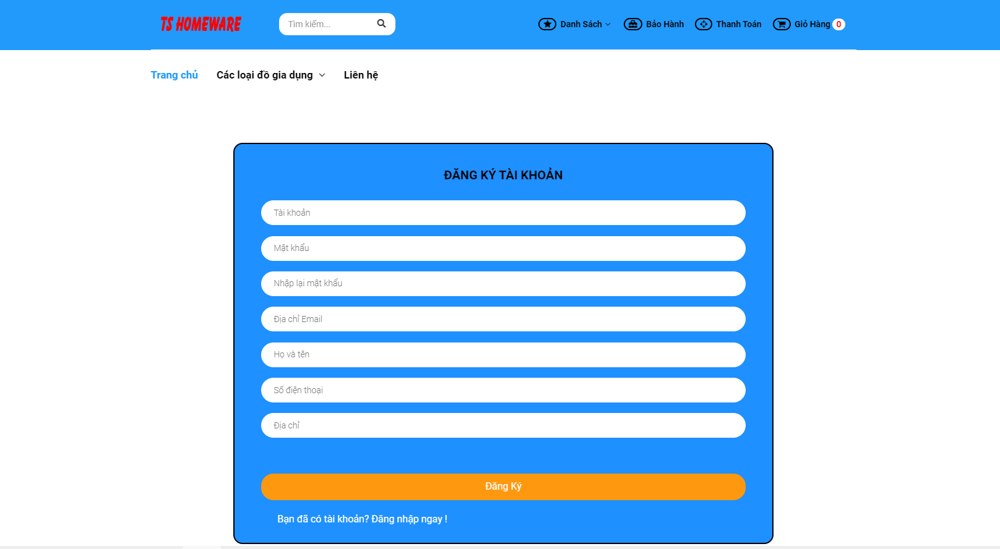 TS HOMEWARE
Tìm kiếm...
Danh Sách
Bảo Hành
Thanh Toán
Giỏ Hàng 0
Trang chủ
Các loại đồ gia dụng
Liên hệ
ĐĂNG KÝ TÀI KHOẢN
Tài khoản
Mật khẩu
Nhập lại mật khẩu
Địa chỉ Email
Họ và tên
Số điện thoại
Địa chỉ
Đăng Ký
Bạn đã có tài khoản? Đăng nhập ngay !